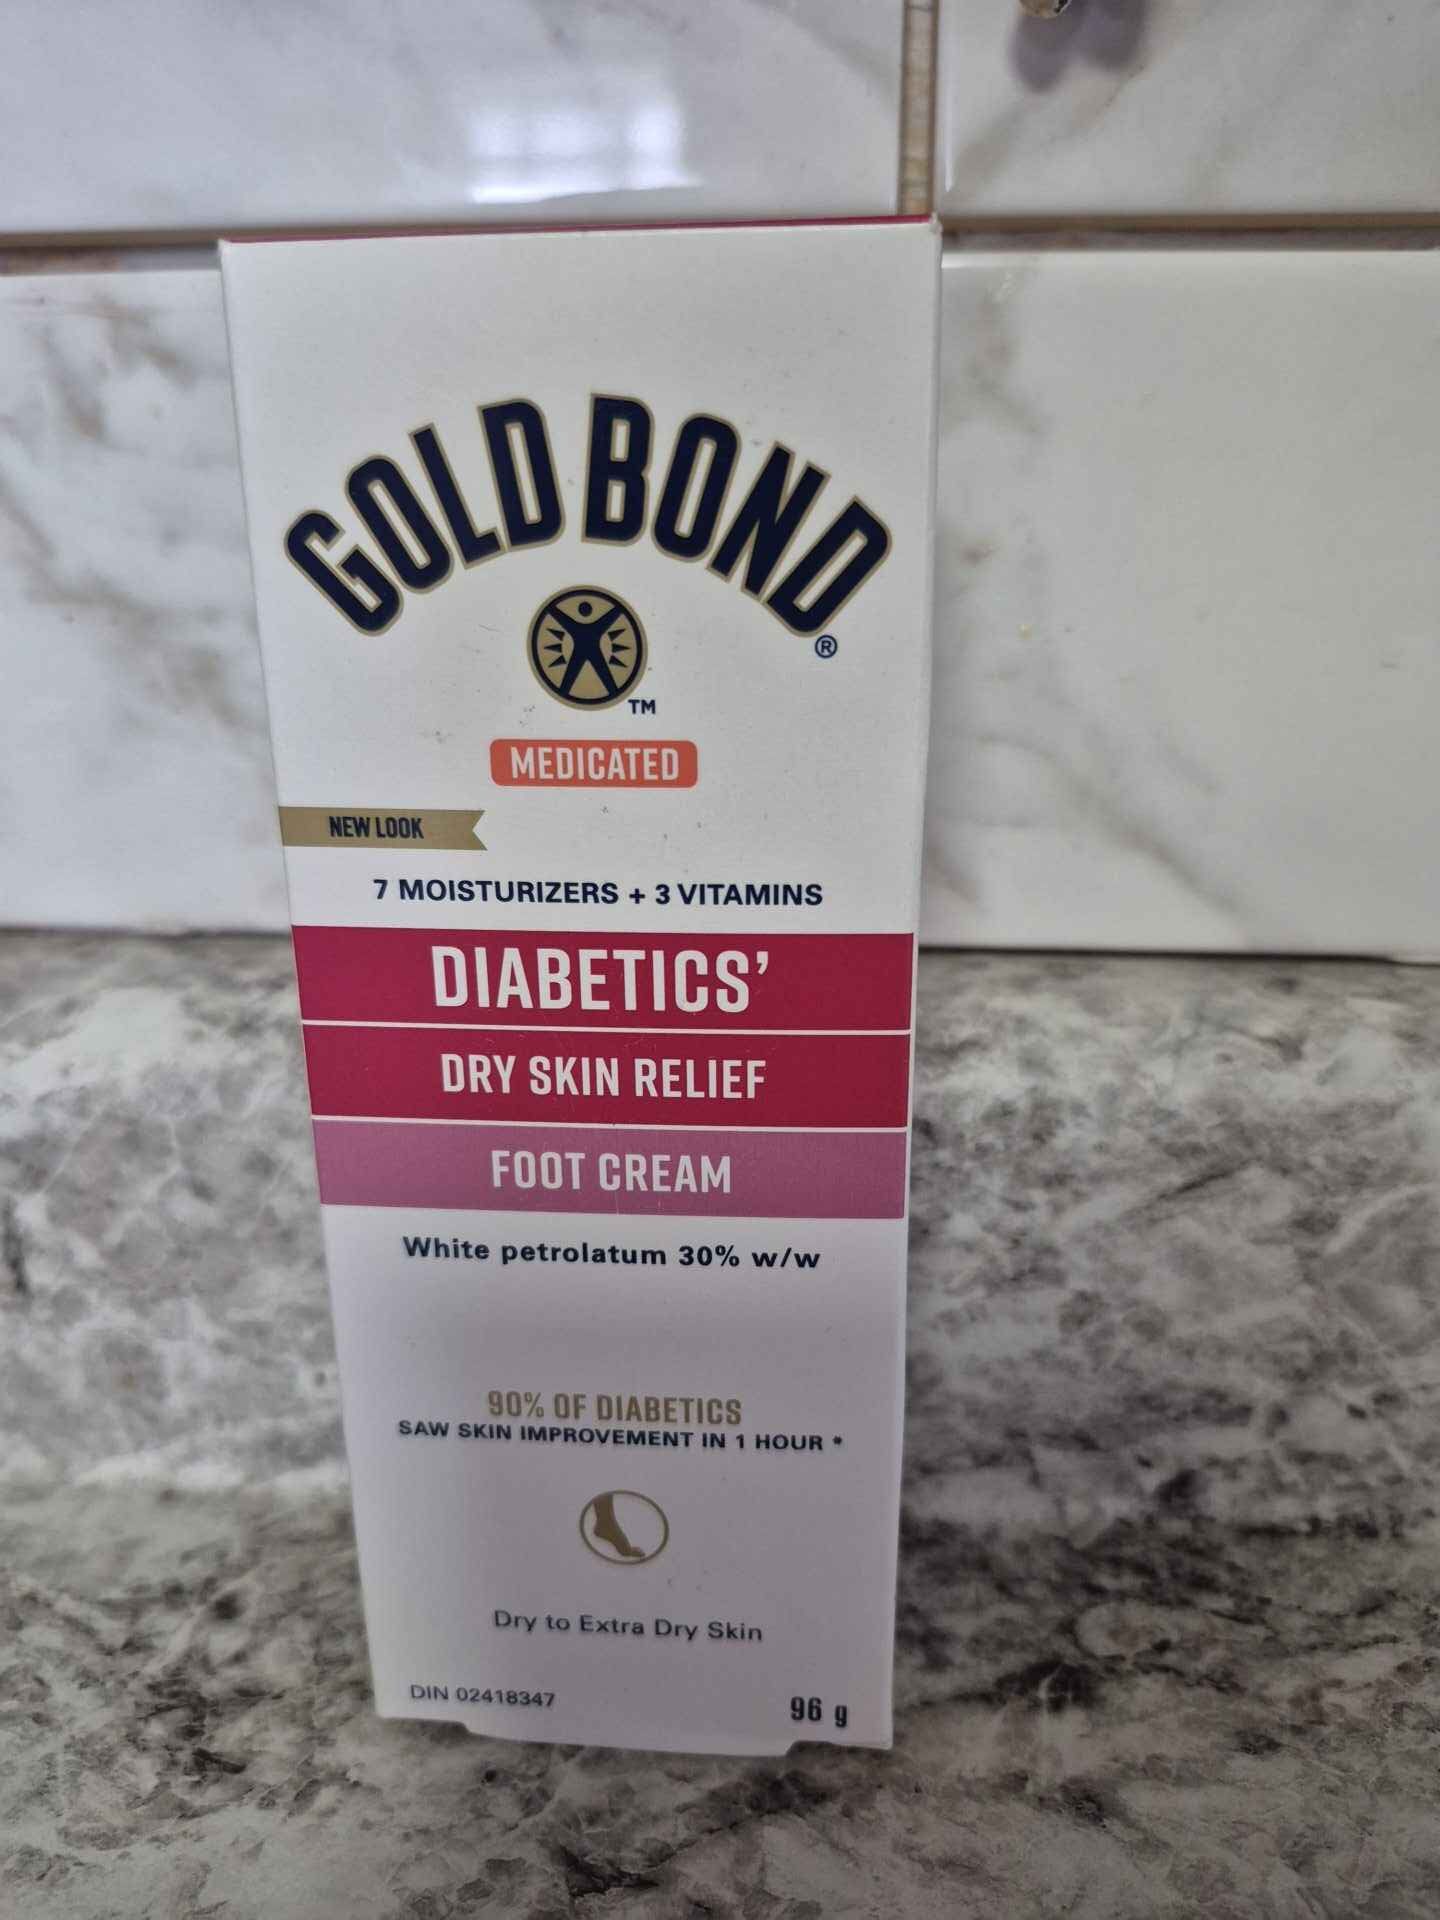 GOLD BOND®
TM
MEDICATED
NEW LOOK
7 MOISTURIZERS + 3 VITAMINS
DIABETICS’
DRY SKIN RELIEF
FOOT CREAM
White petrolatum 30% w/w
90% OF DIABETICS
SAW SKIN IMPROVEMENT IN 1 HOUR *
Dry to Extra Dry Skin
DIN 02418347 96 g